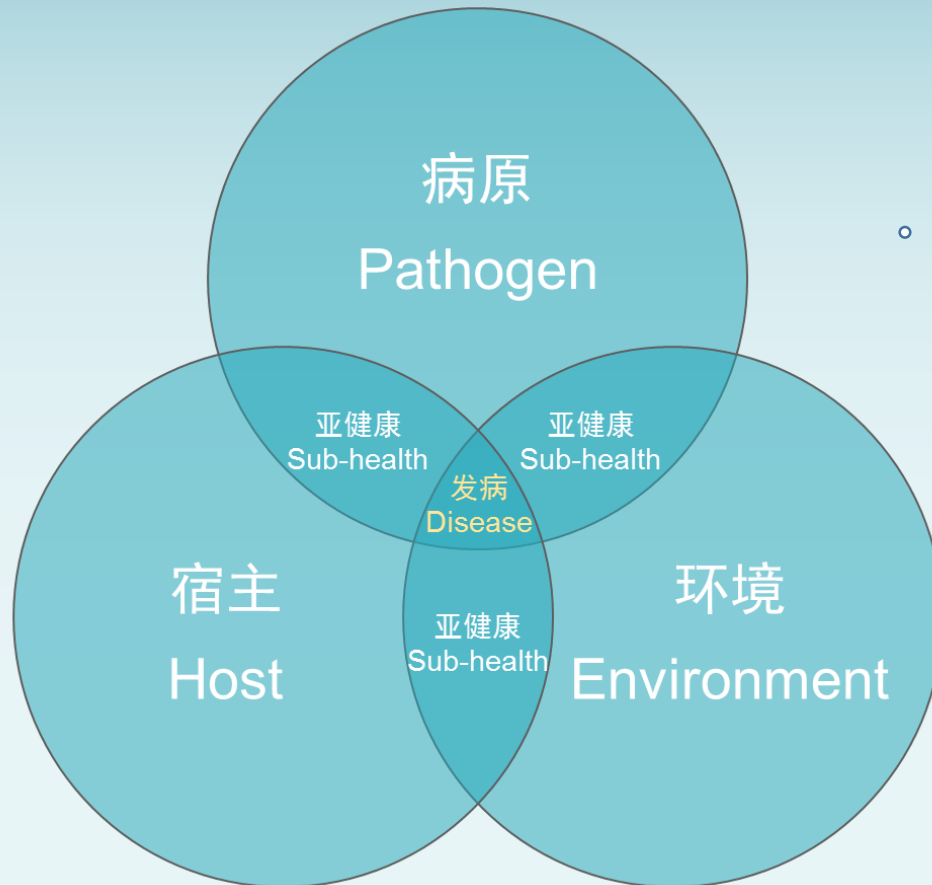 病原
Pathogen
亚健康
Sub-health
亚健康
Sub-health
发病
Disease
宿主
Host
环境
Environment
亚健康
Sub-health